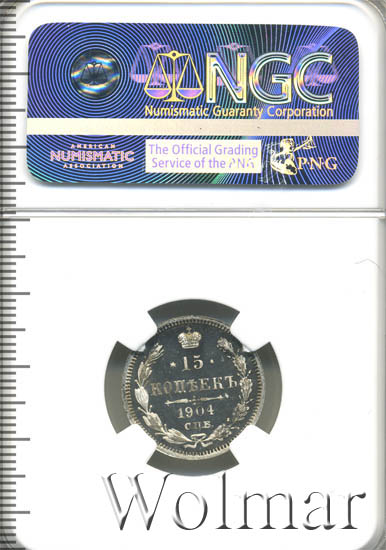 NGC
Numismatic Guaranty Corporation
AMERICAN
NUMISMATIC
ASSOCIATION
The Official Grading
Service of the PNG
PNG
15
КОПѢЕКЪ
1904
СПБ
Wolmar